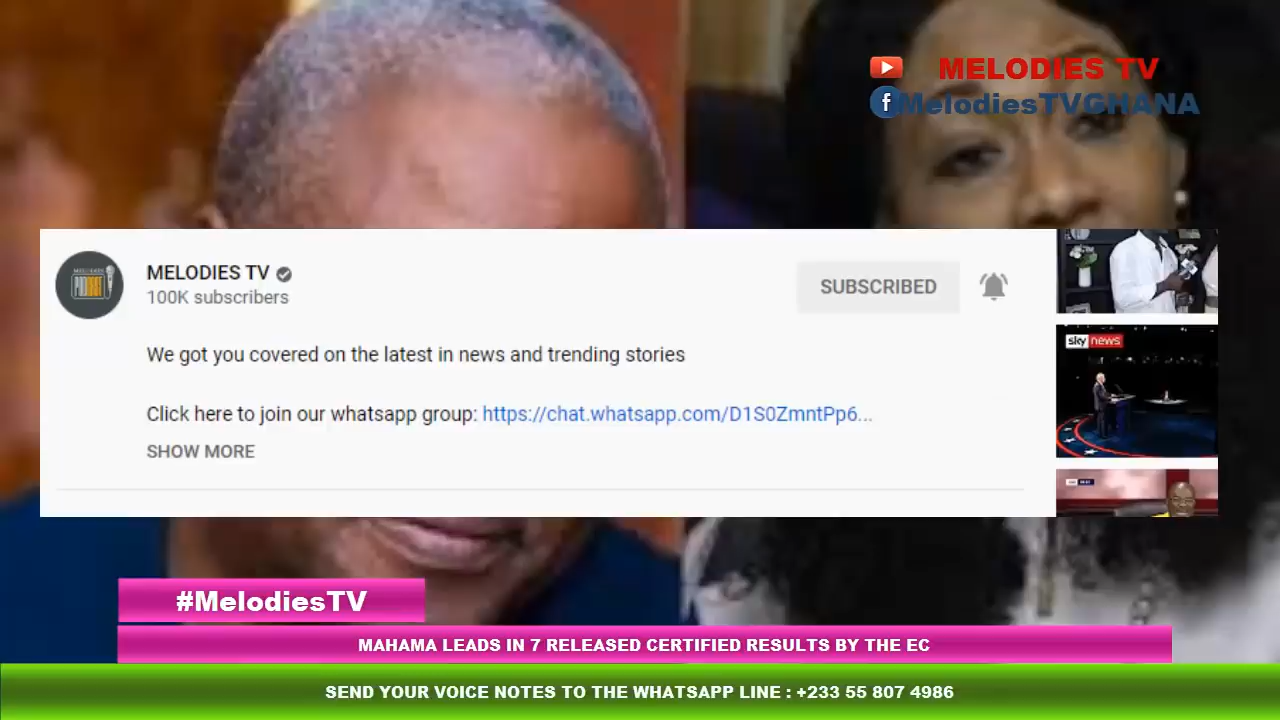 MELODIES TV
MelodiesTVGHANA
MELODIES TV
100K subscribers
SUBSCRIBED
We got you covered on the latest in news and trending stories
Click here to join our whatsapp group: https://chat.whatsapp.com/D1S0ZmntPp6...
SHOW MORE
sky news
#MelodiesTV
MAHAMA LEADS IN 7 RELEASED CERTIFIED RESULTS BY THE EC
SEND YOUR VOICE NOTES TO THE WHATSAPP LINE : +233 55 807 4986